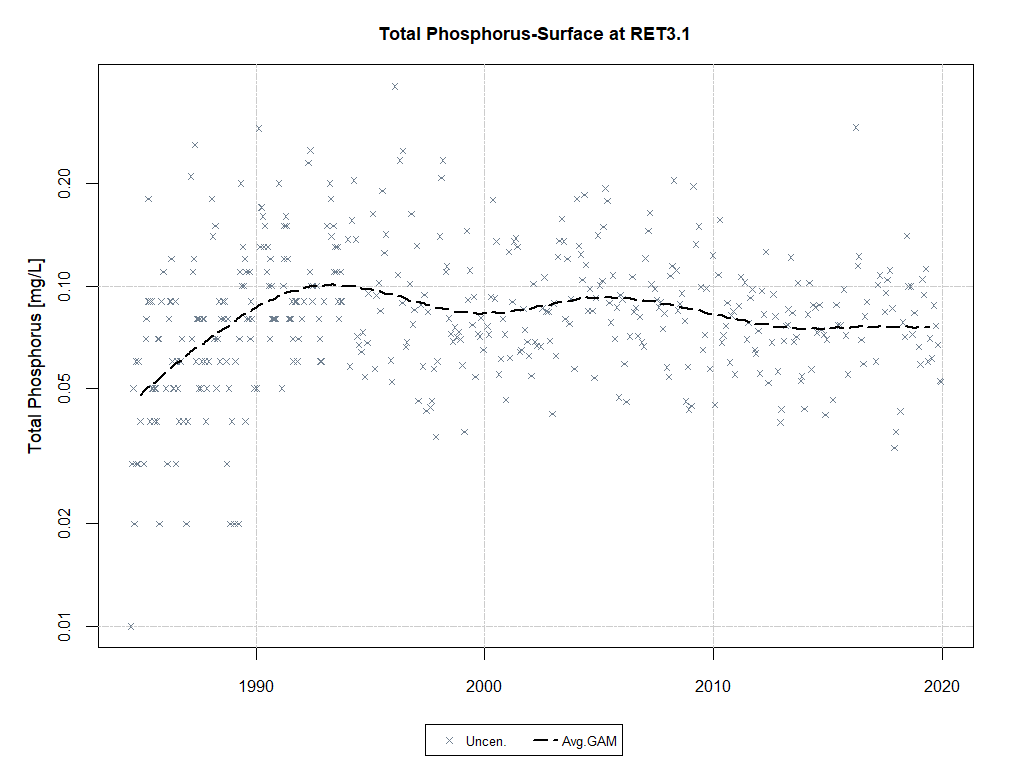 Total Phosphorus-Surface at RET3.1
Total Phosphorus [mg/L]
0.20
0.10
0.05
0.02
0.01
1990 2000 2010 2020
Uncen. Avg.GAM